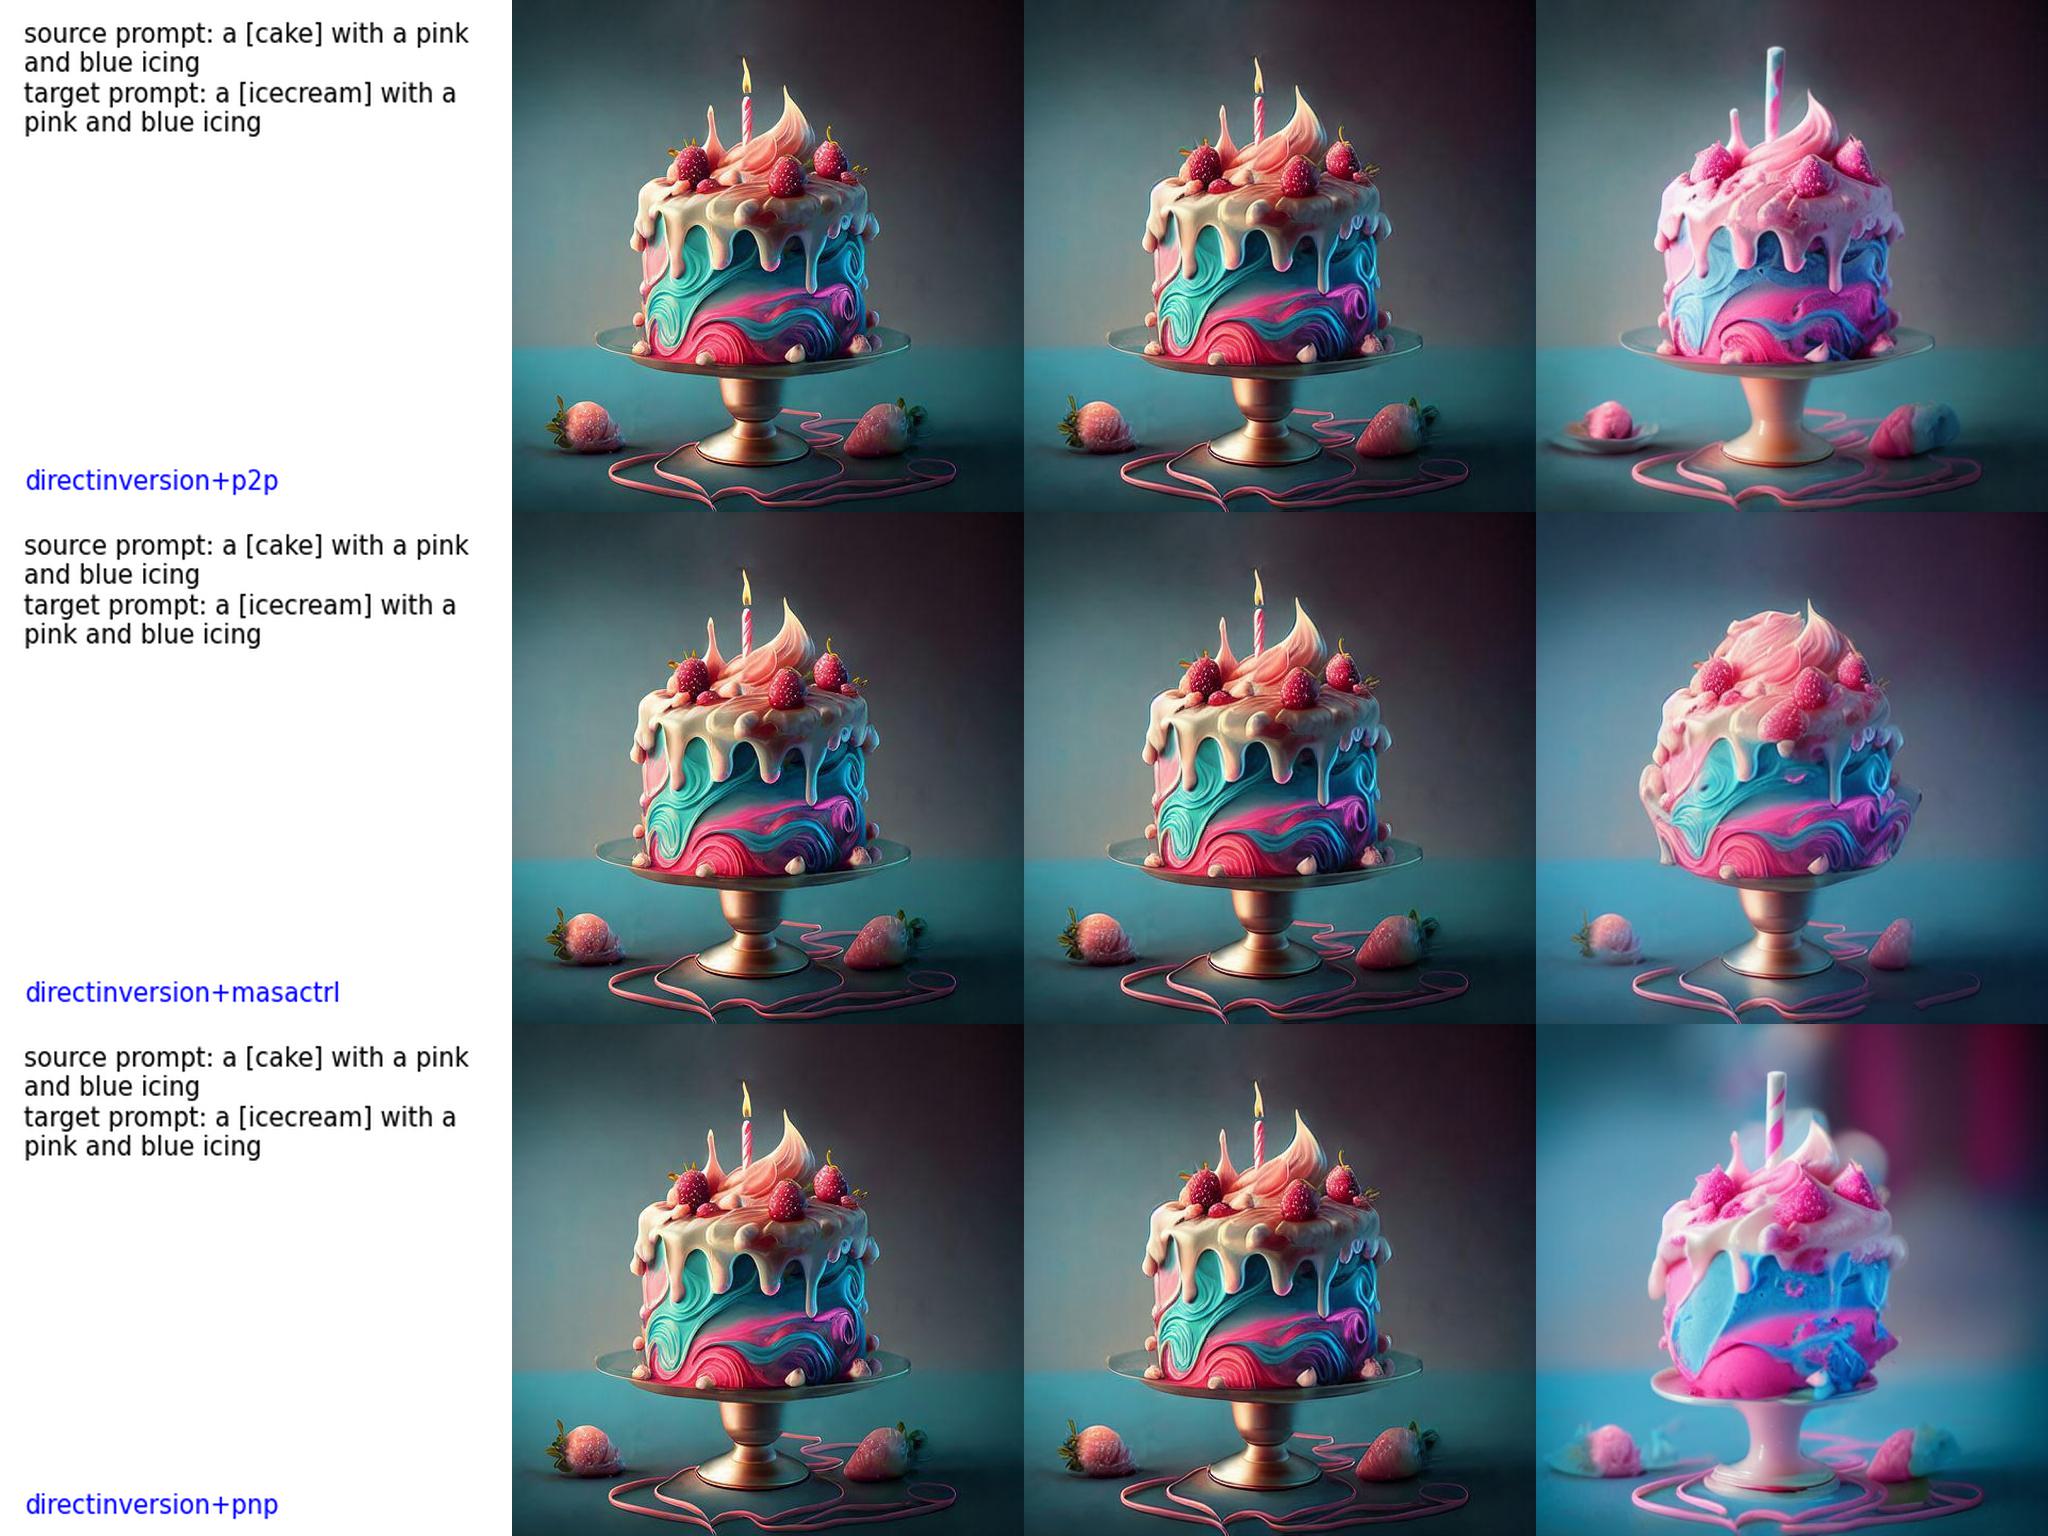 source prompt: a [cake] with a pink
and blue icing
target prompt: a [icecream] with a
pink and blue icing
directinversion+p2p
source prompt: a [cake] with a pink
and blue icing
target prompt: a [icecream] with a
pink and blue icing
directinversion+masactrl
source prompt: a [cake] with a pink
and blue icing
target prompt: a [icecream] with a
pink and blue icing
directinversion+pnp